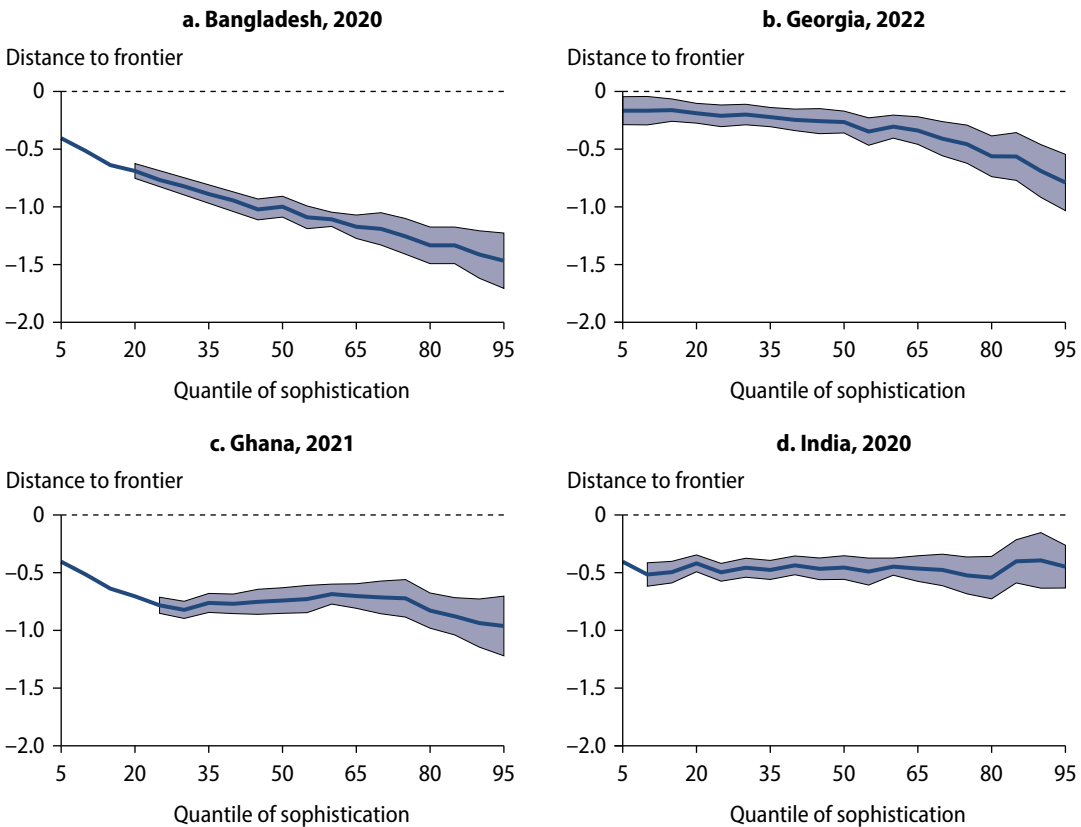 a. Bangladesh, 2020
Distance to frontier
0
–0.5
–1.0
–1.5
–2.0
5 20 35 50 65 80 95
Quantile of sophistication
b. Georgia, 2022
Distance to frontier
0
–0.5
–1.0
–1.5
–2.0
5 20 35 50 65 80 95
Quantile of sophistication
c. Ghana, 2021
Distance to frontier
0
–0.5
–1.0
–1.5
–2.0
5 20 35 50 65 80 95
Quantile of sophistication
d. India, 2020
Distance to frontier
0
–0.5
–1.0
–1.5
–2.0
5 20 35 50 65 80 95
Quantile of sophistication